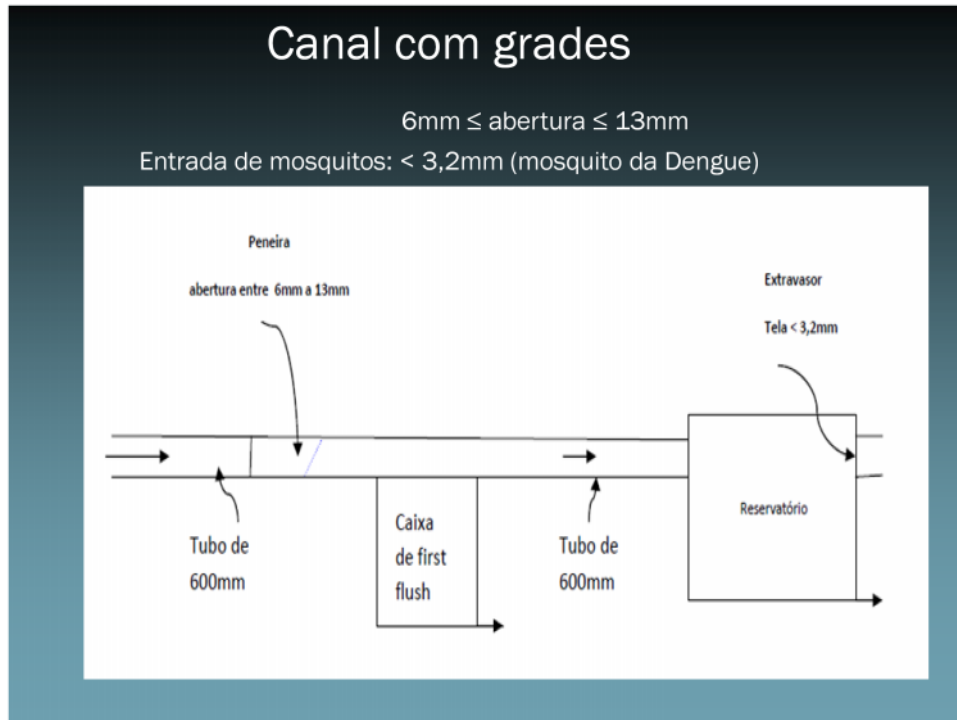 Canal com grades
6mm ≤ abertura ≤ 13mm
Entrada de mosquitos: < 3,2mm (mosquito da Dengue)
Peneira
abertura entre 6mm a 13mm
Extravasor
Tela < 3,2mm
Tubo de
600mm
Caixa
de first
flush
Tubo de
600mm
Reservatório